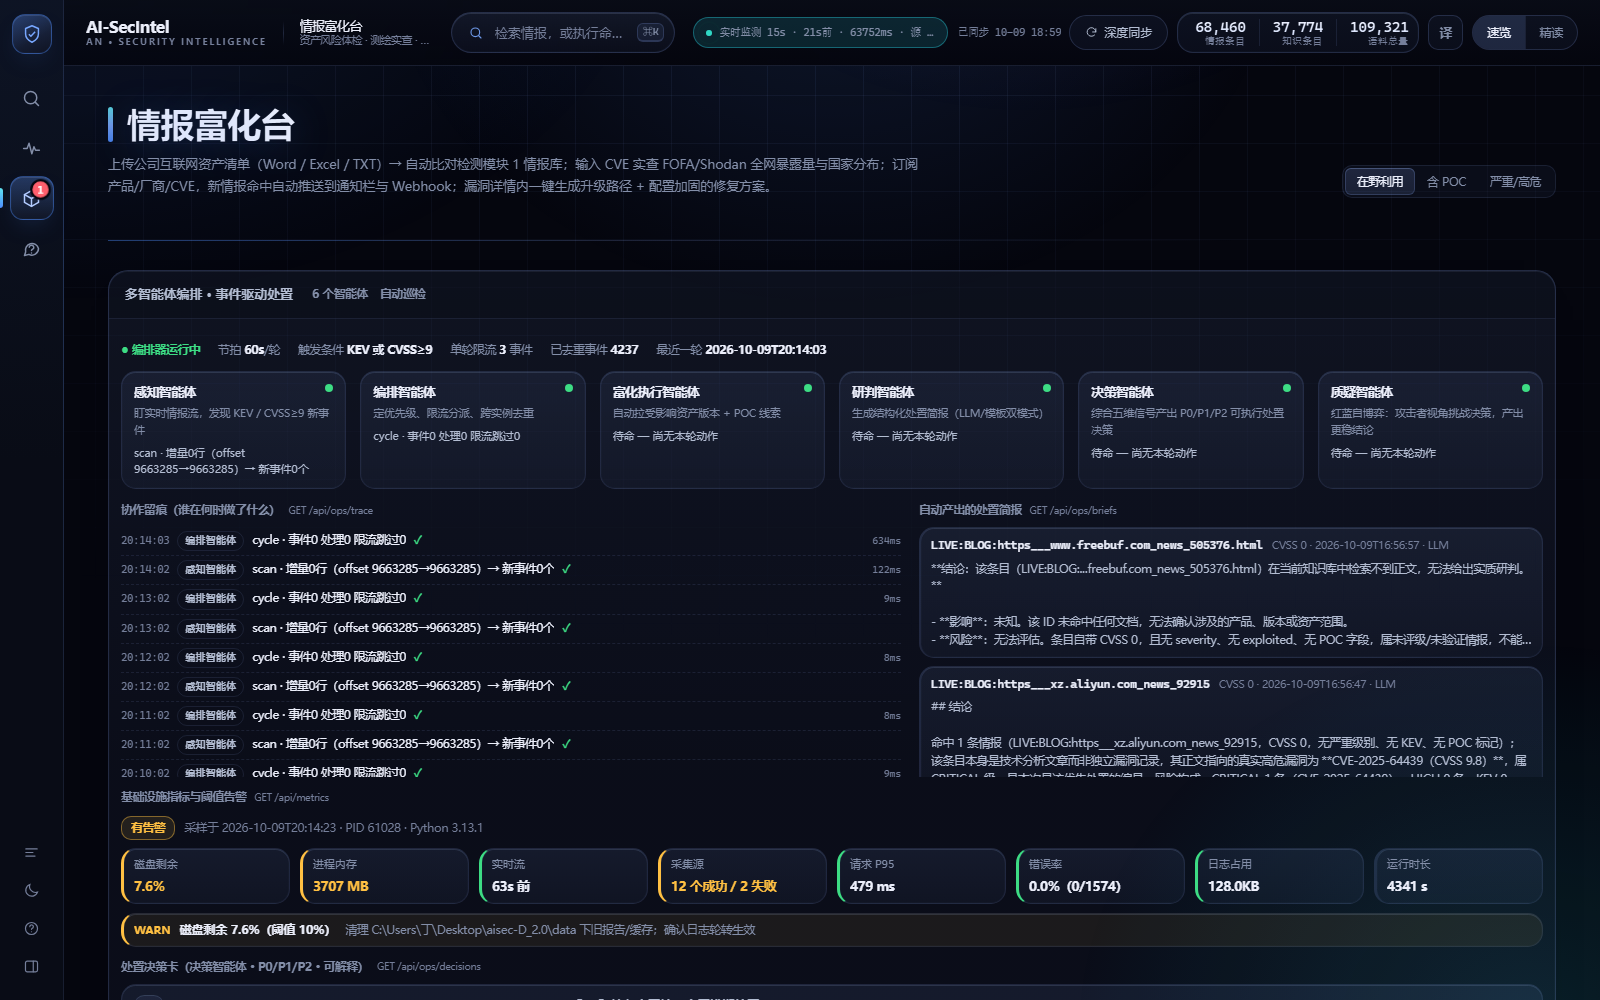 AI-SecIntel
AN • SECURITY INTELLIGENCE
情报富化台
资产风险体检 · 测绘实查 · ...
检索情报，或执行命... ⌘K
实时监测 15s · 21s前 · 63752ms · 源 …
已同步 10-09 18:59
深度同步
68,460 情报条目
37,774 知识条目
109,321 语料总量
译
速览 精读
1
情报富化台
上传公司互联网资产清单（Word / Excel / TXT）→ 自动比对检测模块 1 情报库；输入 CVE 实查 FOFA/Shodan 全网暴露量与国家分布；订阅
产品/厂商/CVE，新情报命中自动推送到通知栏与 Webhook；漏洞详情内一键生成升级路径 + 配置加固的修复方案。
在野利用 含 POC 严重/高危
多智能体编排 • 事件驱动处置 6 个智能体 自动巡检
编排器运行中 节拍 60s/轮 触发条件 KEV 或 CVSS≥9 单轮限流 3 事件 已去重事件 4237 最近一轮 2026-10-09T20:14:03
感知智能体
盯实时情报流，发现 KEV / CVSS≥9 新事
件
scan · 增量0行（offset
9663285→9663285）→ 新事件0个
编排智能体
定优先级、限流分派、跨实例去重
cycle · 事件0 处理0 限流跳过0
富化执行智能体
自动拉受影响资产版本 + POC 线索
待命 — 尚无本轮动作
研判智能体
生成结构化处置简报（LLM/模板双模式）
待命 — 尚无本轮动作
决策智能体
综合五维信号产出 P0/P1/P2 可执行处置
决策
待命 — 尚无本轮动作
质疑智能体
红蓝自博弈：攻击者视角挑战决策，产出
更稳结论
待命 — 尚无本轮动作
协作留痕（谁在何时做了什么） GET /api/ops/trace
20:14:03 编排智能体 cycle · 事件0 处理0 限流跳过0 ✓ 634ms
20:14:02 感知智能体 scan · 增量0行（offset 9663285→9663285）→ 新事件0个 ✓ 122ms
20:13:02 编排智能体 cycle · 事件0 处理0 限流跳过0 ✓ 9ms
20:13:02 感知智能体 scan · 增量0行（offset 9663285→9663285）→ 新事件0个 ✓
20:12:02 编排智能体 cycle · 事件0 处理0 限流跳过0 ✓ 8ms
20:12:02 感知智能体 scan · 增量0行（offset 9663285→9663285）→ 新事件0个 ✓
20:11:02 编排智能体 cycle · 事件0 处理0 限流跳过0 ✓ 8ms
20:11:02 感知智能体 scan · 增量0行（offset 9663285→9663285）→ 新事件0个 ✓
20:10:02 编排智能体 cycle · 事件0 处理0 限流跳过0 ✓ 9ms
自动产出的处置简报 GET /api/ops/briefs
LIVE:BLOG:https___www.freebuf.com_news_505376.html CVSS 0 · 2026-10-09T16:56:57 · LLM
**结论：该条目（LIVE:BLOG:...freebuf.com_news_505376.html）在当前知识库中检索不到正文，无法给出实质研判。
**
- **影响**：未知。该 ID 未命中任何文档，无法确认涉及的产品、版本或资产范围。
- **风险**：无法评估。条目自带 CVSS 0，且无 severity、无 exploited、无 POC 字段，属未评级/未验证情报，不能...
LIVE:BLOG:https___xz.aliyun.com_news_92915 CVSS 0 · 2026-10-09T16:56:47 · LLM
## 结论
命中 1 条情报（LIVE:BLOG:https___xz.aliyun.com_news_92915，CVSS 0，无严重级别、无 KEV、无 POC 标记）；
该条目本身是技术分析文章而非独立漏洞记录，其正文指向的真实高危漏洞为 **CVE-2025-64439（CVSS 9.8）**，属
基础设施指标与阈值告警 GET /api/metrics
有告警 采样于 2026-10-09T20:14:23 · PID 61028 · Python 3.13.1
磁盘剩余
7.6%
进程内存
3707 MB
实时流
63s 前
采集源
12 个成功 / 2 失败
请求 P95
479 ms
错误率
0.0% (0/1574)
日志占用
128.0KB
运行时长
4341 s
WARN 磁盘剩余 7.6%（阈值 10%） 清理 C:\Users\丁\Desktop\aisec-D_2.0\data 下旧报告/缓存；确认日志轮转生效
处置决策卡（决策智能体 • P0/P1/P2 • 可解释） GET /api/ops/decisions